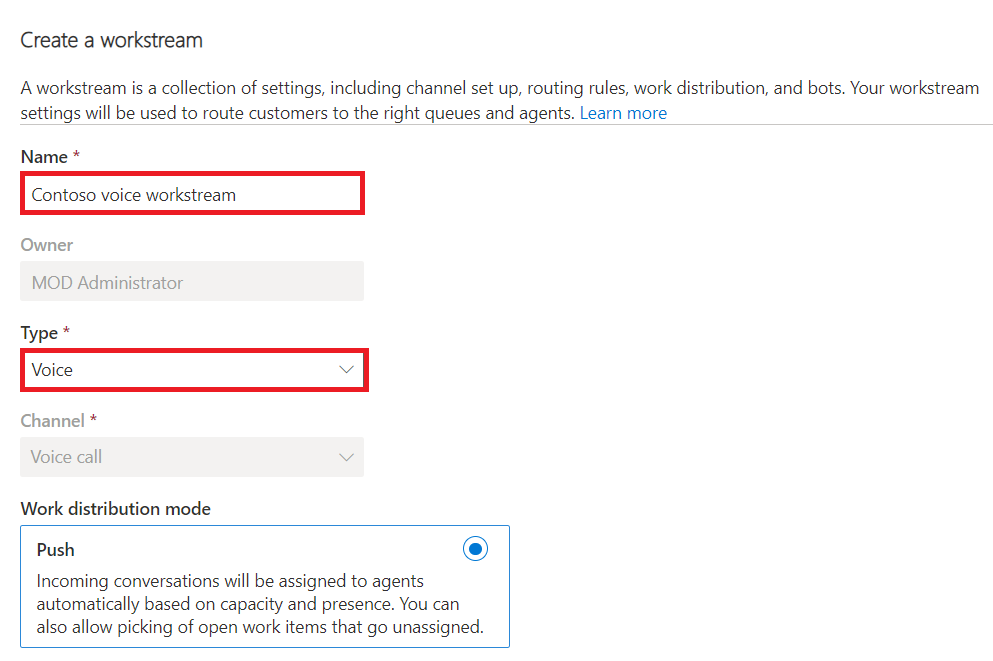 Create a workstream
A workstream is a collection of settings, including channel set up, routing rules, work distribution, and bots. Your workstream
settings will be used to route customers to the right queues and agents. Learn more
Name *
Contoso voice workstream
Owner
MOD Administrator
Type *
Voice
Channel *
Voice call
Work distribution mode
Push
Incoming conversations will be assigned to agents
automatically based on capacity and presence. You can
also allow picking of open work items that go unassigned.